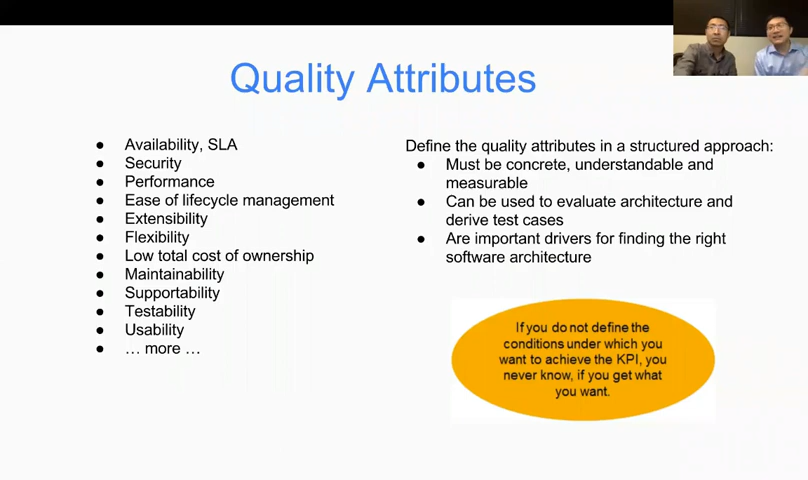 Quality Attributes
● Availability, SLA
● Security
● Performance
● Ease of lifecycle management
● Extensibility
● Flexibility
● Low total cost of ownership
● Maintainability
● Supportability
● Testability
● Usability
● … more …
Define the quality attributes in a structured approach:
● Must be concrete, understandable and
measurable
● Can be used to evaluate architecture and
derive test cases
● Are important drivers for finding the right
software architecture
If you do not define the
conditions under which you
want to achieve the KPI, you
never know, if you get what
you want.